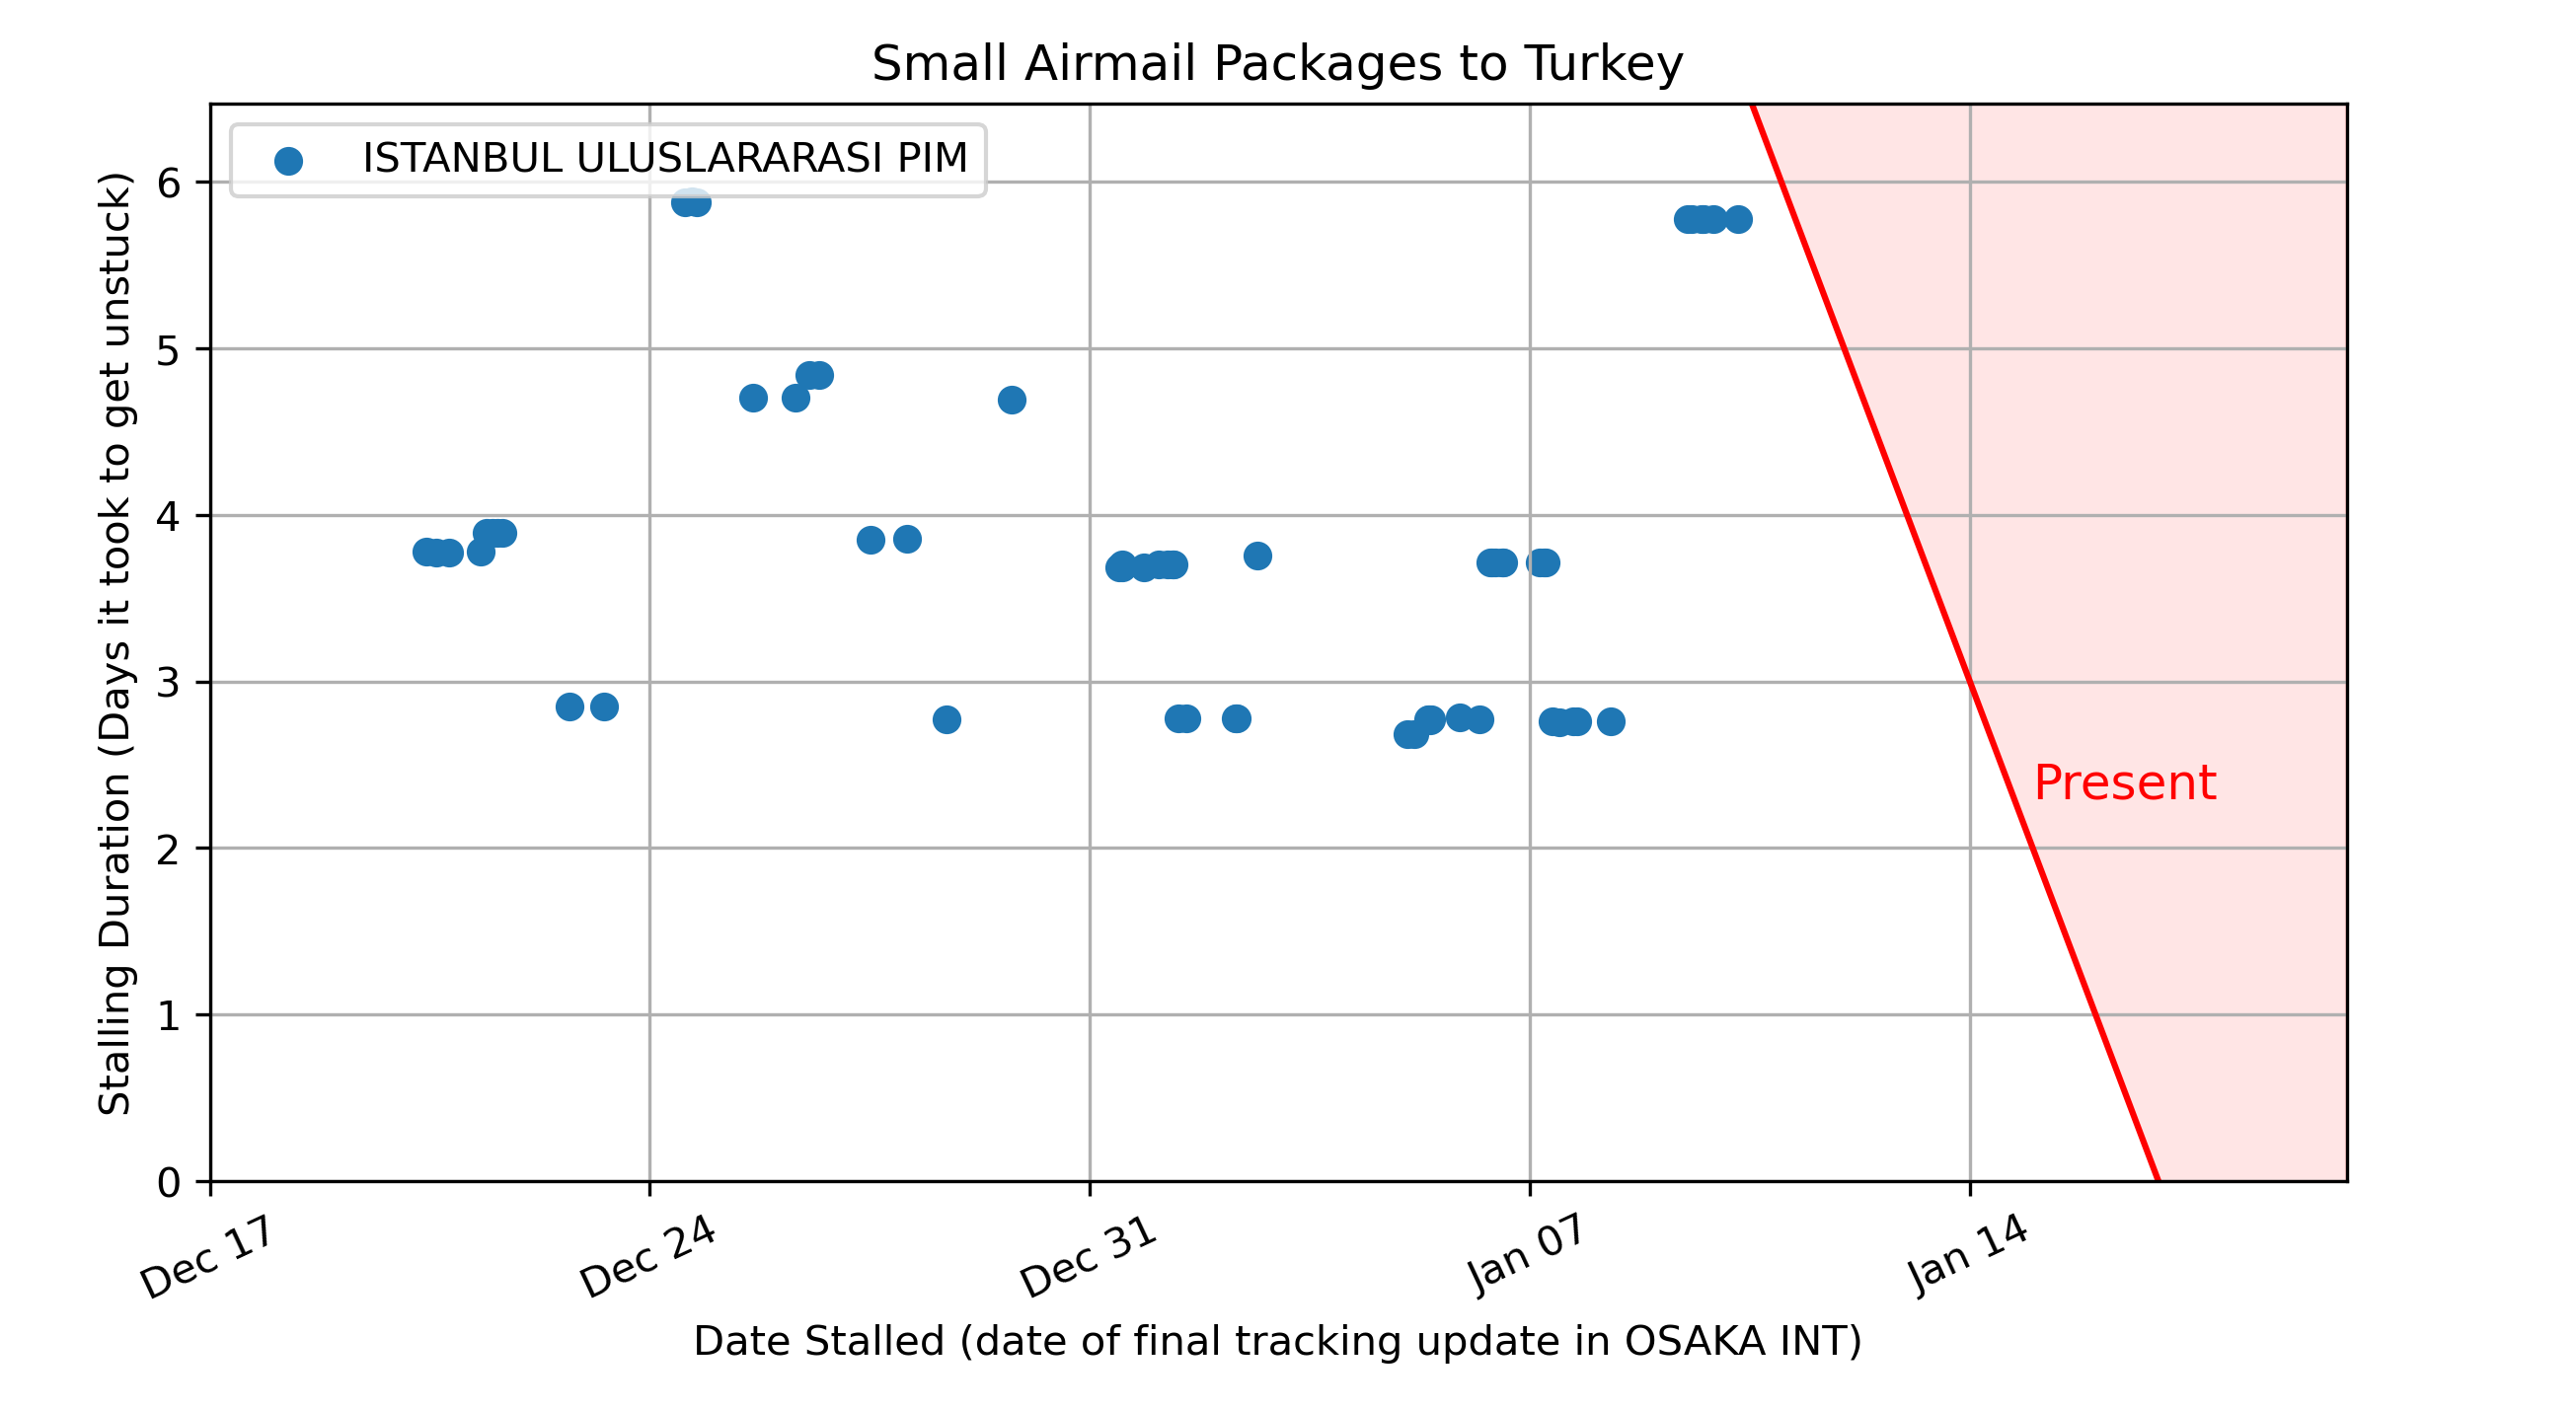 Small Airmail Packages to Turkey
ISTANBUL ULUSLARARASI PIM
Stalling Duration (Days it took to get unstuck)
6
5
4
3
2
1
0
Present
Dec 17
Dec 24
Dec 31
Jan 07
Jan 14
Date Stalled (date of final tracking update in OSAKA INT)